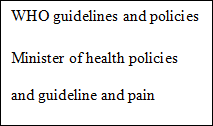 WHO guidelines and policies
Minister of health policies
and guideline and pain